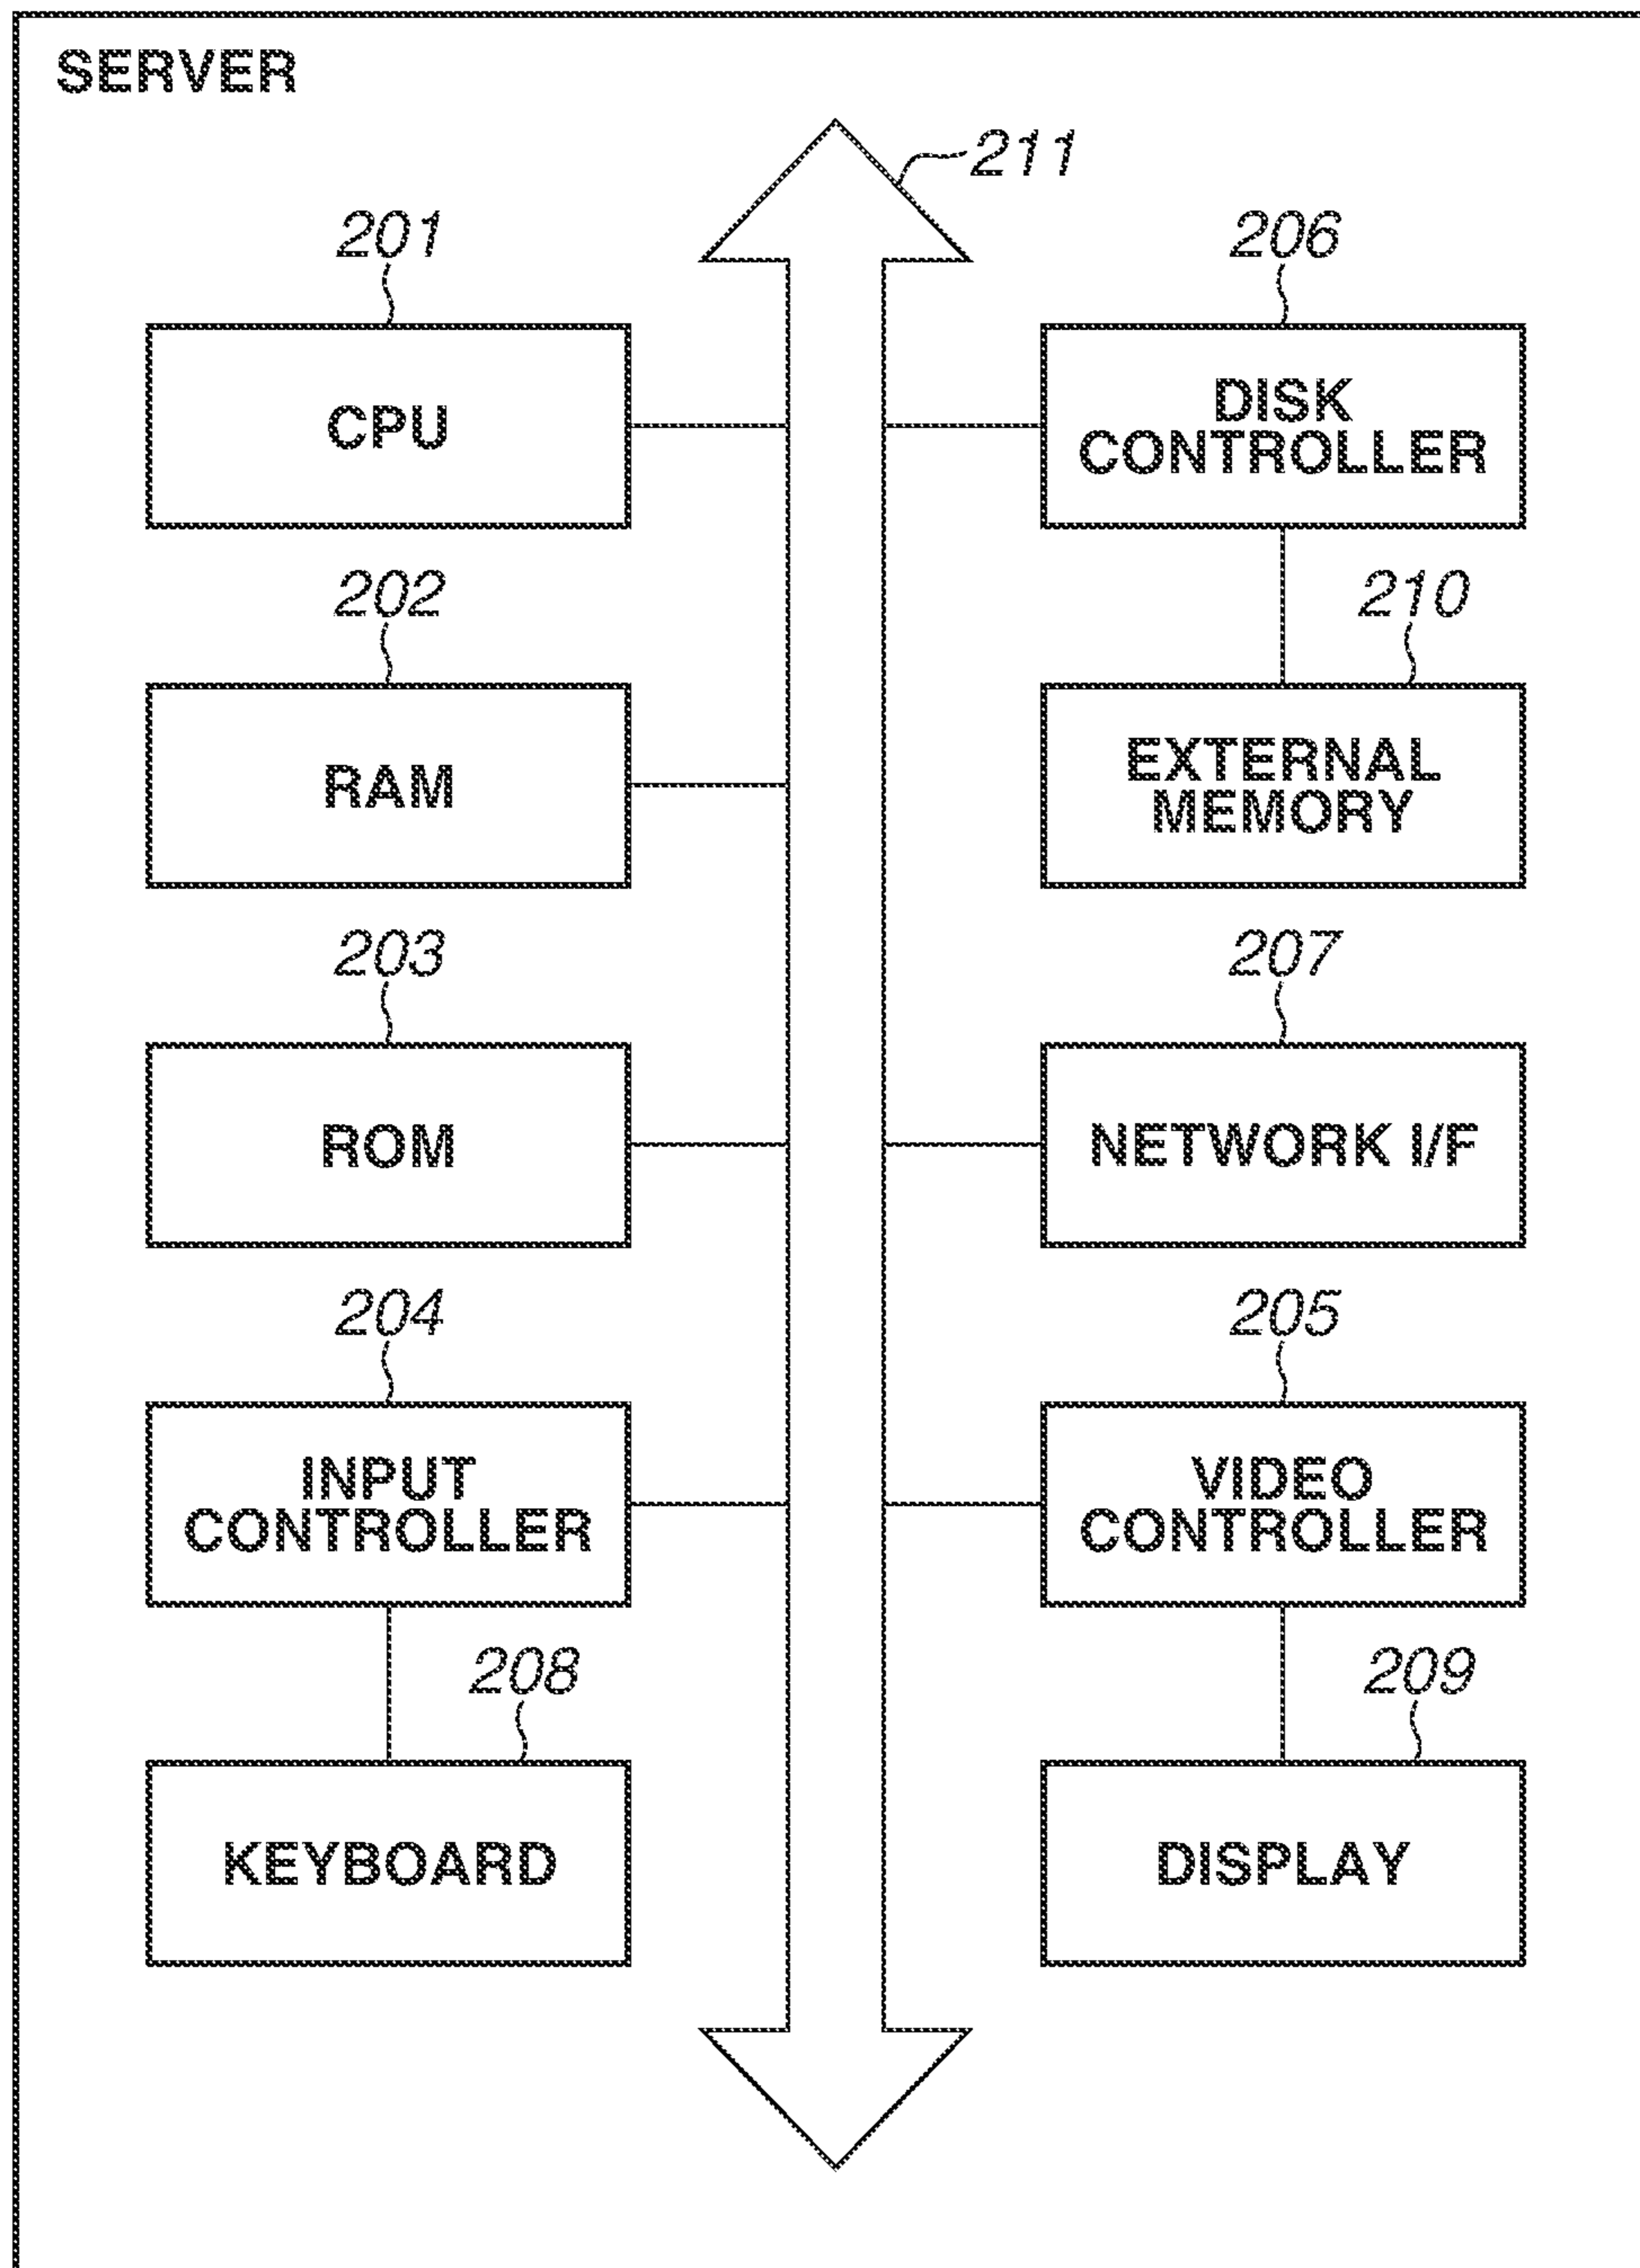 SERVER
211
201
206
CPU
DISK
CONTROLLER
202
210
RAM
EXTERNAL
MEMORY
203
207
ROM
NETWORK I/F
204
205
INPUT
CONTROLLER
VIDEO
CONTROLLER
208
209
KEYBOARD
DISPLAY